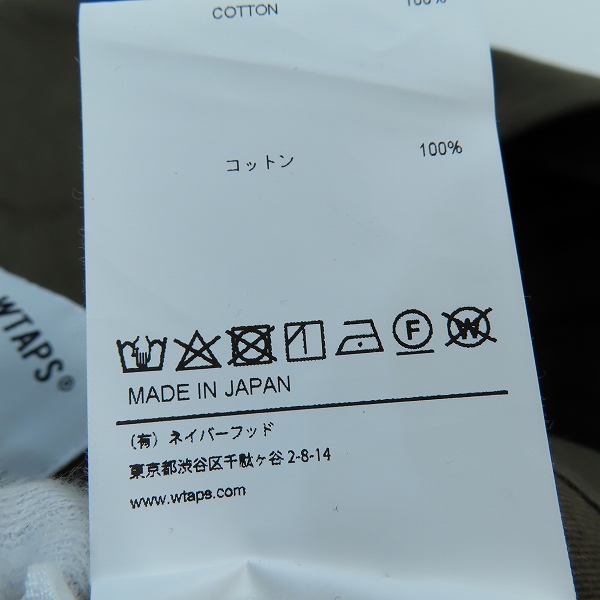 COTTON 100%
コットン 100%
F W
MADE IN JAPAN
(有) ネイバーフッド
東京都渋谷区千駄ヶ谷 2-8-14
www.wtaps.com
WTAPS®